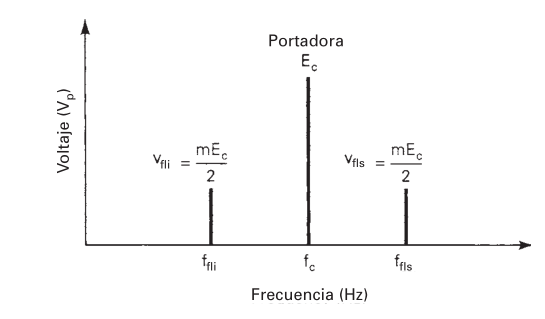 Portadora
E_c
Voltaje (V_p)
v_fli = mE_c/2
v_fls = mE_c/2
f_fli
f_c
f_fls
Frecuencia (Hz)